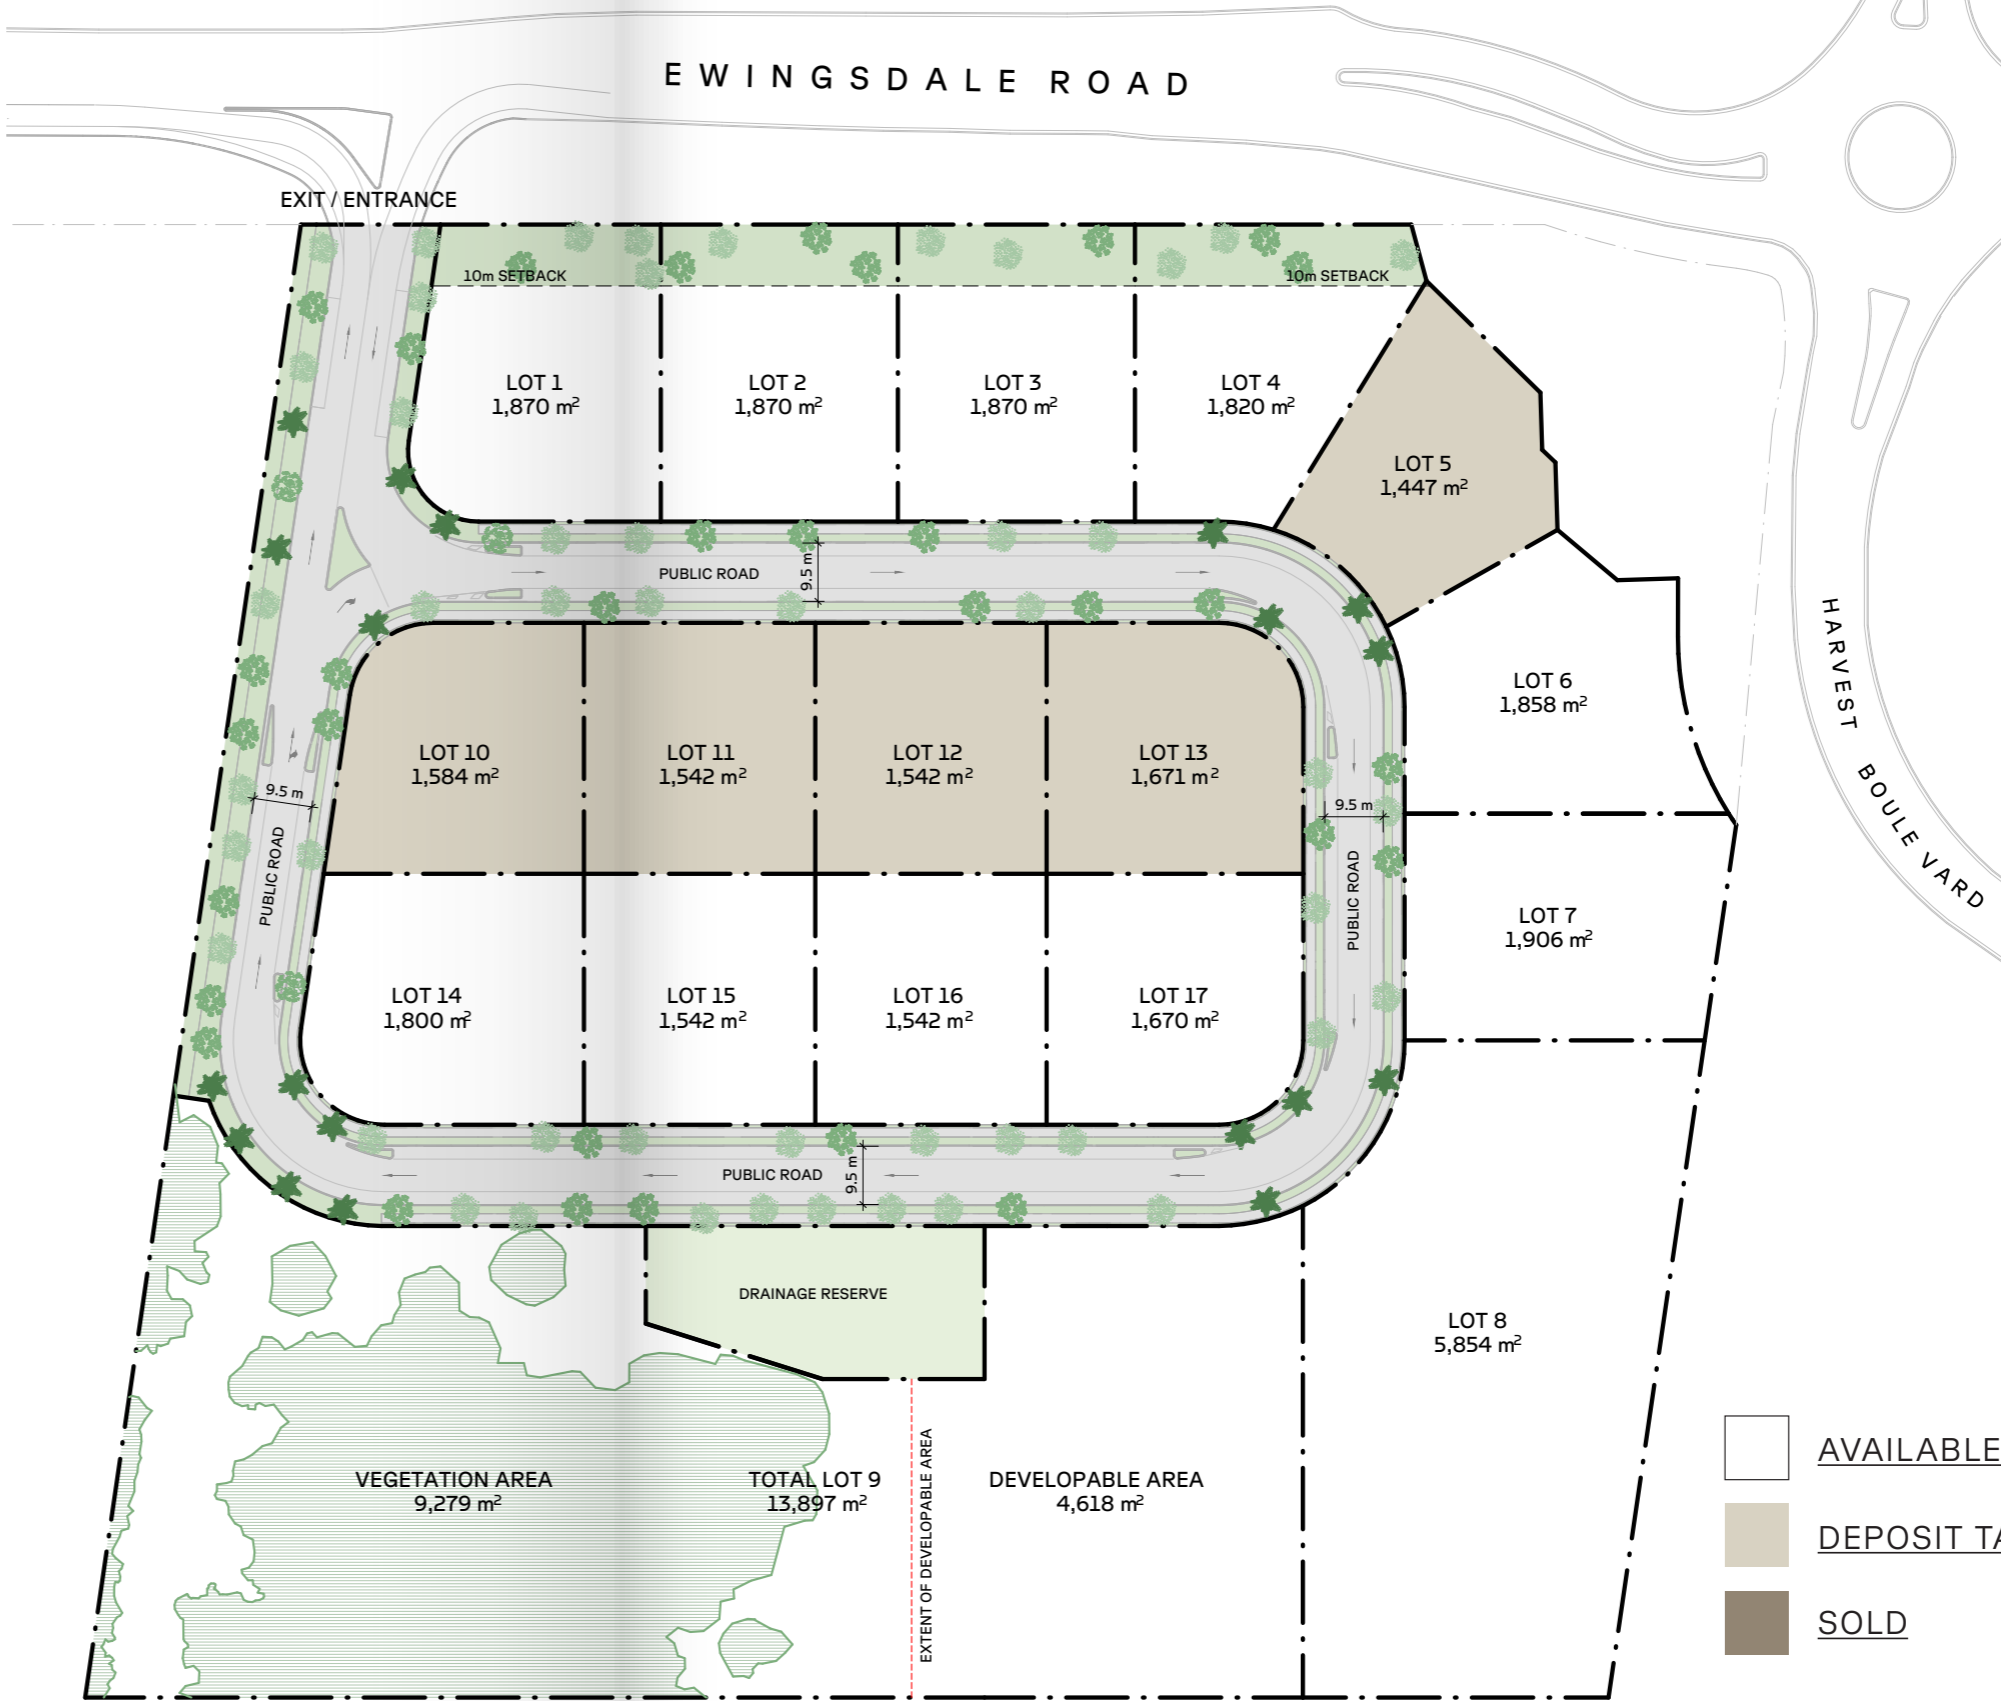 EWINGSDALE ROAD
EXIT / ENTRANCE
10m SETBACK
10m SETBACK
LOT 1
1,870 m²
LOT 2
1,870 m²
LOT 3
1,870 m²
LOT 4
1,820 m²
LOT 5
1,447 m²
PUBLIC ROAD
9.5 m
HARVEST BOULEVARD
LOT 6
1,858 m²
LOT 10
1,584 m²
LOT 11
1,542 m²
LOT 12
1,542 m²
LOT 13
1,671 m²
9.5 m
PUBLIC ROAD
9.5 m
PUBLIC ROAD
LOT 7
1,906 m²
LOT 14
1,800 m²
LOT 15
1,542 m²
LOT 16
1,542 m²
LOT 17
1,670 m²
PUBLIC ROAD
9.5 m
DRAINAGE RESERVE
LOT 8
5,854 m²
VEGETATION AREA
9,279 m²
TOTAL LOT 9
13,897 m²
EXTENT OF DEVELOPABLE AREA
DEVELOPABLE AREA
4,618 m²
AVAILABLE
DEPOSIT TA
SOLD